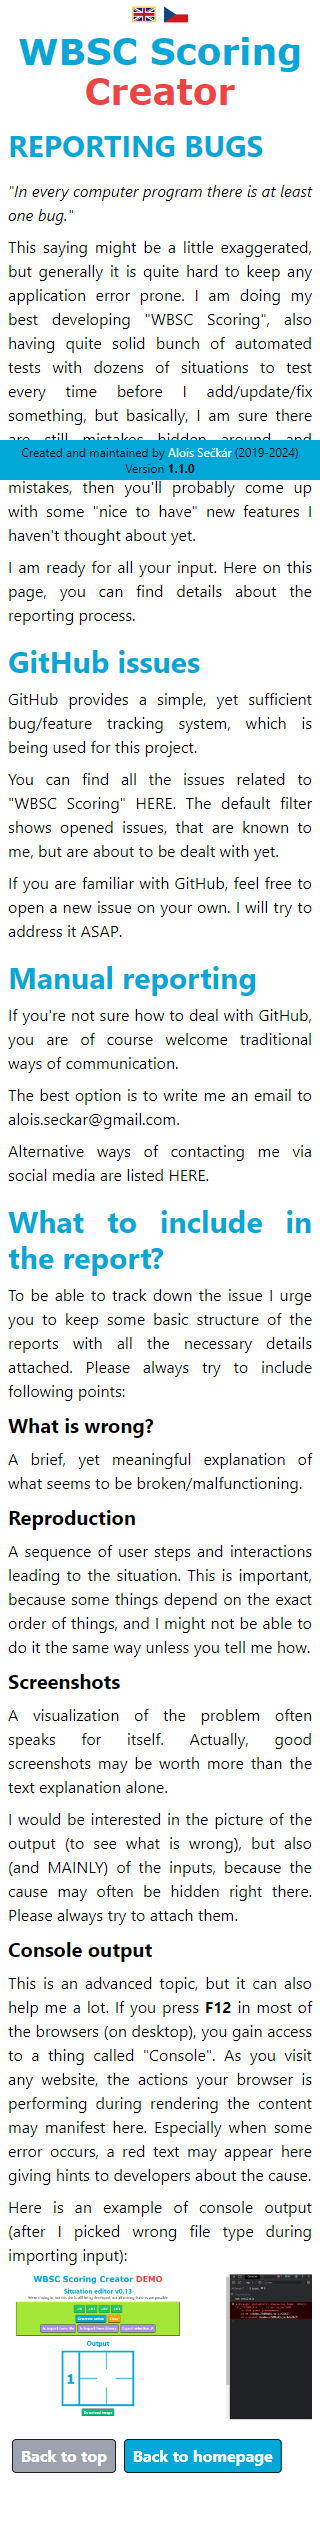 WBSC Scoring
Creator
REPORTING BUGS
"In every computer program there is at least
one bug."
This saying might be a little exaggerated,
but generally it is quite hard to keep any
application error prone. I am doing my
best developing "WBSC Scoring", also
having quite solid bunch of automated
tests with dozens of situations to test
every time before I add/update/fix
something, but basically, I am sure there
are still mistakes hidden around and
Created and maintained by Alois Sečkár (2019-2024)
Version 1.1.0
mistakes, then you'll probably come up
with some "nice to have" new features I
haven't thought about yet.
I am ready for all your input. Here on this
page, you can find details about the
reporting process.
GitHub issues
GitHub provides a simple, yet sufficient
bug/feature tracking system, which is
being used for this project.
You can find all the issues related to
"WBSC Scoring" HERE. The default filter
shows opened issues, that are known to
me, but are about to be dealt with yet.
If you are familiar with GitHub, feel free to
open a new issue on your own. I will try to
address it ASAP.
Manual reporting
If you're not sure how to deal with GitHub,
you are of course welcome traditional
ways of communication.
The best option is to write me an email to
alois.seckar@gmail.com.
Alternative ways of contacting me via
social media are listed HERE.
What to include in
the report?
To be able to track down the issue I urge
you to keep some basic structure of the
reports with all the necessary details
attached. Please always try to include
following points:
What is wrong?
A brief, yet meaningful explanation of
what seems to be broken/malfunctioning.
Reproduction
A sequence of user steps and interactions
leading to the situation. This is important,
because some things depend on the exact
order of things, and I might not be able to
do it the same way unless you tell me how.
Screenshots
A visualization of the problem often
speaks for itself. Actually, good
screenshots may be worth more than the
text explanation alone.
I would be interested in the picture of the
output (to see what is wrong), but also
(and MAINLY) of the inputs, because the
cause may often be hidden right there.
Please always try to attach them.
Console output
This is an advanced topic, but it can also
help me a lot. If you press F12 in most of
the browsers (on desktop), you gain access
to a thing called "Console". As you visit
any website, the actions your browser is
performing during rendering the content
may manifest here. Especially when some
error occurs, a red text may appear here
giving hints to developers about the cause.
Here is an example of console output
(after I picked wrong file type during
importing input):
WBSC Scoring Creator DEMO
Situation editor v0.13
Output
1
Back to top
Back to homepage